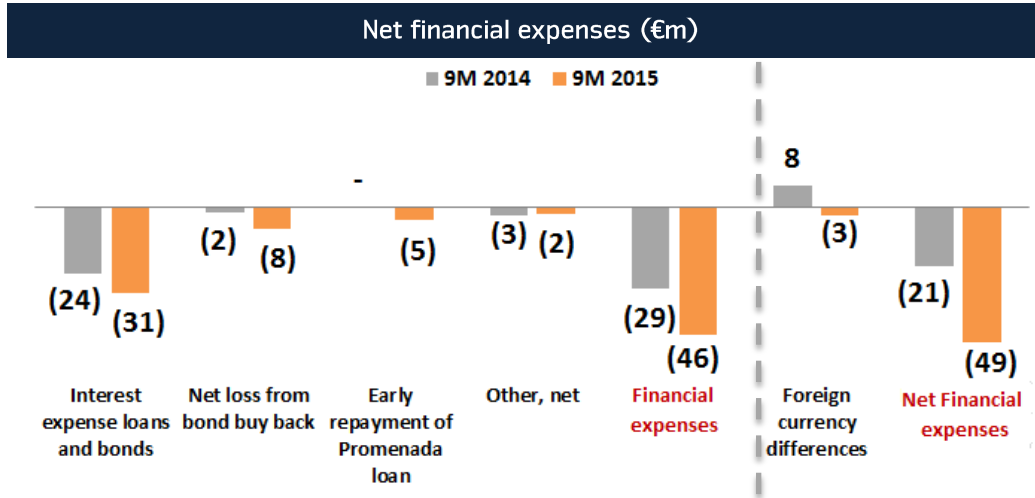 Net financial expenses (€m)
9M 2014 9M 2015
8
-
(2) (3) (2) (3)
(8) (5)
(24) (21)
(31) (29)
(46) (49)
Interest Net loss from Early Other, net Financial Foreign Net Financial
expense loans bond buy back repayment of expenses currency expenses
and bonds Promenada differences
loan